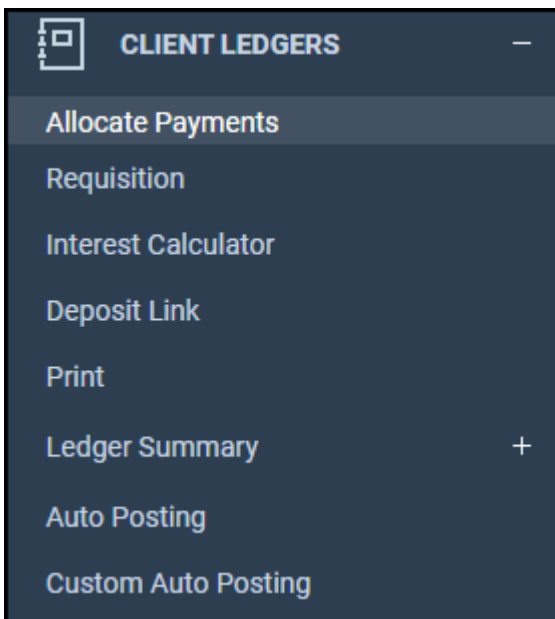 CLIENT LEDGERS −
Allocate Payments
Requisition
Interest Calculator
Deposit Link
Print
Ledger Summary +
Auto Posting
Custom Auto Posting